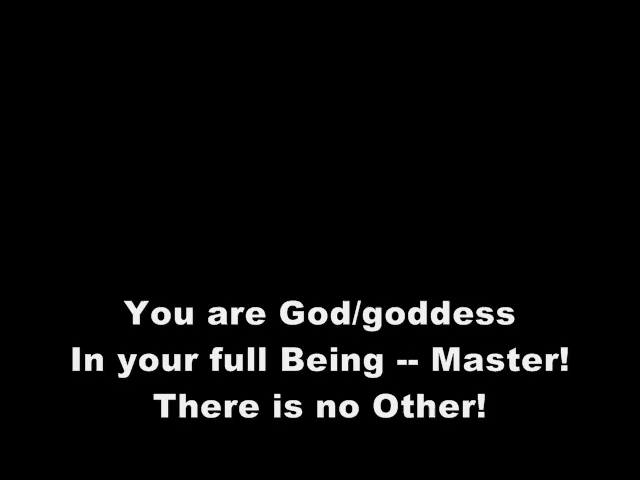 You are God/goddess
In your full Being -- Master!
There is no Other!